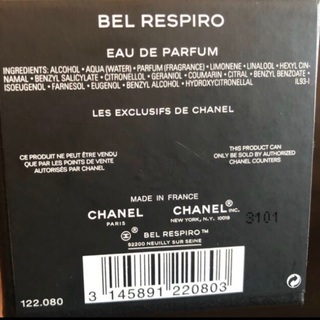 BEL RESPIRO
EAU DE PARFUM
INGREDIENTS: ALCOHOL • AQUA (WATER) • PARFUM (FRAGRANCE) • LIMONENE • LINALOOL • HEXYL CIN-
NAMAL • BENZYL SALICYLATE • CITRONELLOL • GERANIOL • COUMARIN • CITRAL • BENZYL BENZOATE •
ISOEUGENOL • FARNESOL • EUGENOL • BENZYL ALCOHOL • HYDROXYCITRONELLAL
IL93-I
LES EXCLUSIFS DE CHANEL
CE PRODUIT NE PEUT ÊTRE VENDU
QUE PAR LES POINTS DE VENTE
AUTORISÉS PAR CHANEL
THIS PRODUCT CAN
ONLY BE SOLD BY AUTHORIZED
CHANEL COUNTERS
MADE IN FRANCE
CHANEL
PARIS
CHANEL INC.
NEW YORK, N.Y. 10019
3101
BEL RESPIRO™
92200 NEUILLY SUR SEINE
3 145891 220803
122.080